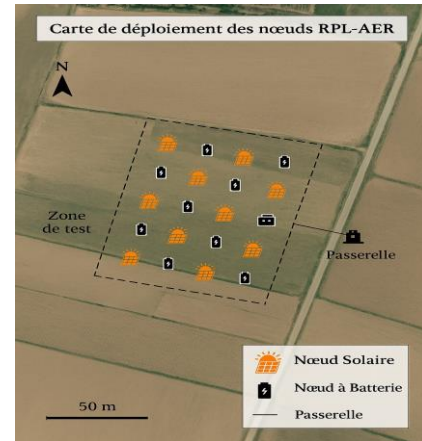 Carte de déploiement des nœuds RPL-AER
N
Zone
de test
Passerelle
Nœud Solaire
Nœud à Batterie
Passerelle
50 m